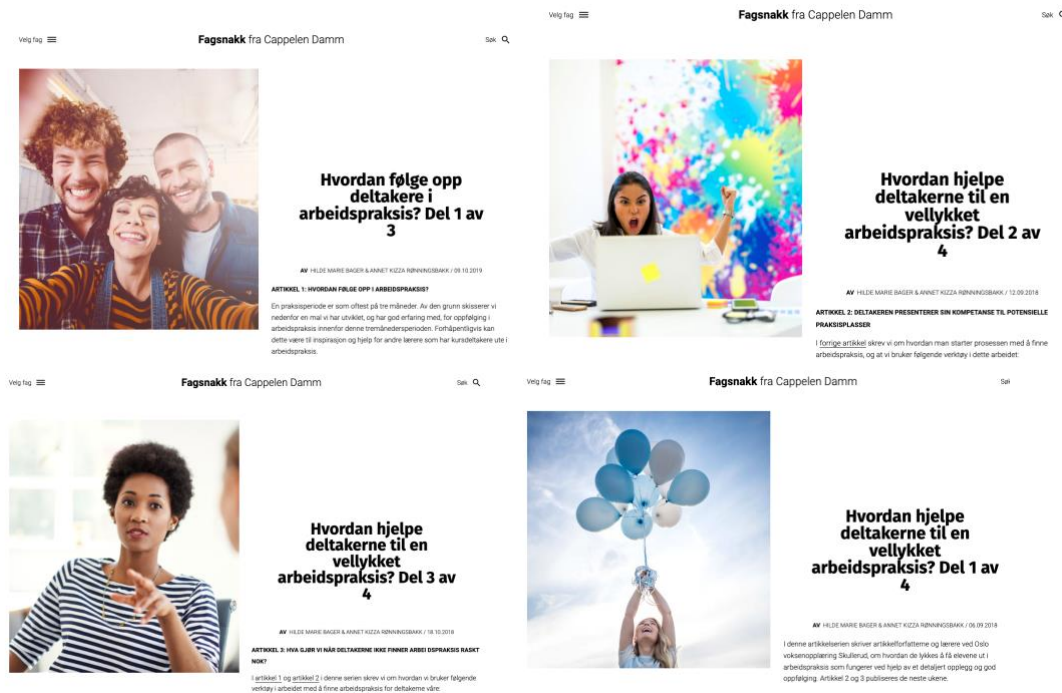 Velg fag
Fagsnakk fra Cappelen Damm
Søk
Hvordan følge opp
deltakere i
arbeidspraksis? Del 1 av
3
AV HILDE MARIE BAGER & ANNET KIZZA RØNNINGSBAKK / 09.10.2019
ARTIKKEL 1: HVORDAN FØLGE OPP I ARBEIDSPRAKSIS?
En praksisperiode er som oftest på tre måneder. Av den grunn skisserer vi
nedenfor en mal vi har utviklet, og har god erfaring med, for oppfølging i
arbeidspraksis innenfor denne tremånedersperioden. Forhåpentligvis kan
dette være til inspirasjon og hjelp for andre lærere som har kursdeltakere ute i
arbeidspraksis.
Velg fag
Fagsnakk fra Cappelen Damm
Søk
Hvordan hjelpe
deltakerne til en
vellykket
arbeidspraksis? Del 2 av
4
AV HILDE MARIE BAGER & ANNET KIZZA RØNNINGSBAKK / 12.09.2018
ARTIKKEL 2: DELTAKEREN PRESENTERER SIN KOMPETANSE TIL POTENSIELLE
PRAKSISPLASSER
I forrige artikkel skrev vi om hvordan man starter prosessen med å finne
arbeidspraksis, og at vi bruker følgende verktøy i dette arbeidet:
Velg fag
Fagsnakk fra Cappelen Damm
Søk
Hvordan hjelpe
deltakerne til en
vellykket
arbeidspraksis? Del 3 av
4
AV HILDE MARIE BAGER & ANNET KIZZA RØNNINGSBAKK / 18.10.2018
ARTIKKEL 3: HVA GJØR VI NÅR DELTAKERNE IKKE FINNER ARBEI DSPRAKSIS RASKT
NOK?
I artikkel 1 og artikkel 2 i denne serien skrev vi om hvordan vi bruker følgende
verktøy i arbeidet med å finne arbeidspraksis for deltakerne våre:
Velg fag
Fagsnakk fra Cappelen Damm
Søk
Hvordan hjelpe
deltakerne til en
vellykket
arbeidspraksis? Del 1 av
4
AV HILDE MARIE BAGER & ANNET KIZZA RØNNINGSBAKK / 06.09.2018
I denne artikkelserien skriver artikkelforfatterne og lærere ved Oslo
voksenopplæring Skullerud, om hvordan de lykkes å få elevene ut i
arbeidspraksis som fungerer ved hjelp av et detaljert opplegg og god
oppfølging. Artikkel 2 og 3 publiseres de neste ukene.